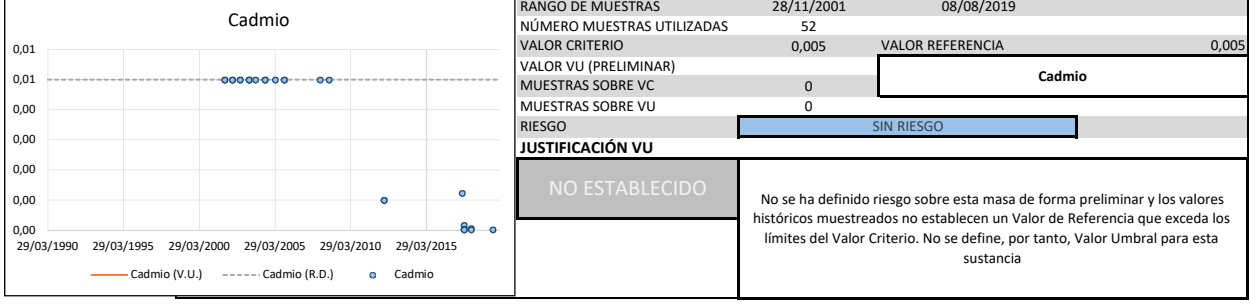 Cadmio
0,01
0,01
0,00
0,00
0,00
0,00
0,00
29/03/1990 29/03/1995 29/03/2000 29/03/2005 29/03/2010 29/03/2015
Cadmio (V.U.) Cadmio (R.D.) Cadmio
RANGO DE MUESTRAS 28/11/2001 08/08/2019
NÚMERO MUESTRAS UTILIZADAS 52
VALOR CRITERIO 0,005 VALOR REFERENCIA 0,005
VALOR VU (PRELIMINAR)
Cadmio
MUESTRAS SOBRE VC 0
MUESTRAS SOBRE VU 0
RIESGO SIN RIESGO
JUSTIFICACIÓN VU
NO ESTABLECIDO
No se ha definido riesgo sobre esta masa de forma preliminar y los valores
históricos muestreados no establecen un Valor de Referencia que exceda los
límites del Valor Criterio. No se define, por tanto, Valor Umbral para esta
sustancia